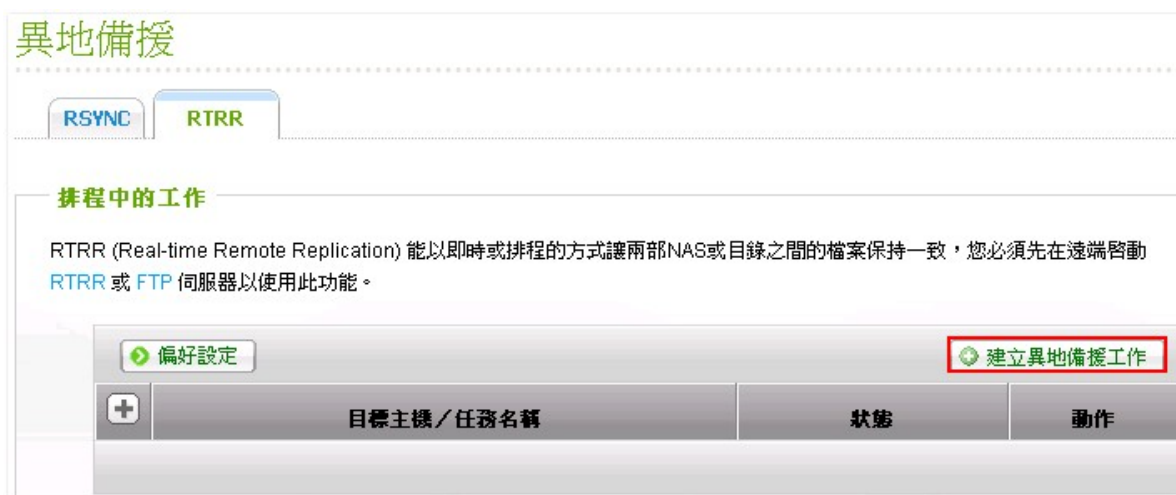 異地備援
RSYNC RTRR
排程中的工作
RTRR (Real-time Remote Replication) 能以即時或排程的方式讓兩部NAS或目錄之間的檔案保持一致，您必須先在遠端啓動
RTRR 或 FTP 伺服器以使用此功能。
偏好設定 建立異地備援工作
目標主機／任務名稱 狀態 動作